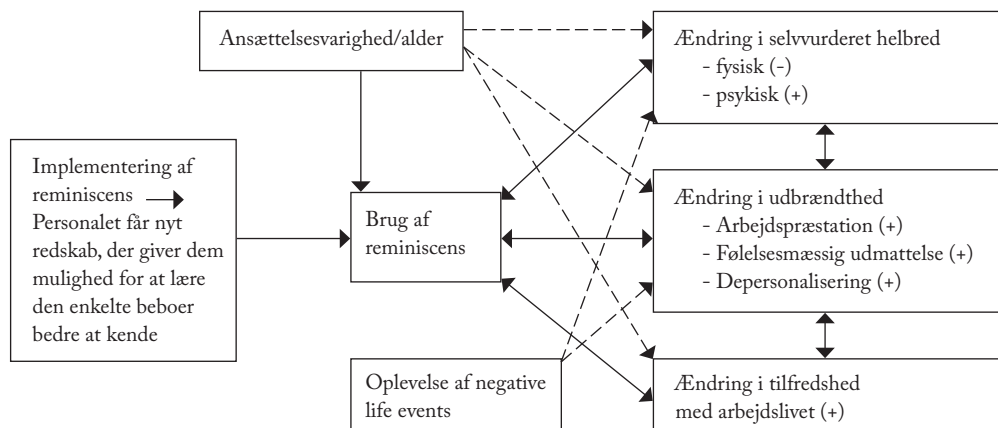 Ansættelsesvarighed/alder
Ændring i selvvurderet helbred
- fysisk (-)
- psykisk (+)
Implementering af
reminiscens →
Personalet får nyt
redskab, der giver dem
mulighed for at lære
den enkelte beboer
bedre at kende
Brug af
reminiscens
Ændring i udbrændthed
- Arbejdspræstation (+)
- Følelsesmæssig udmattelse (+)
- Depersonalisering (+)
Oplevelse af negative
life events
Ændring i tilfredshed
med arbejdslivet (+)